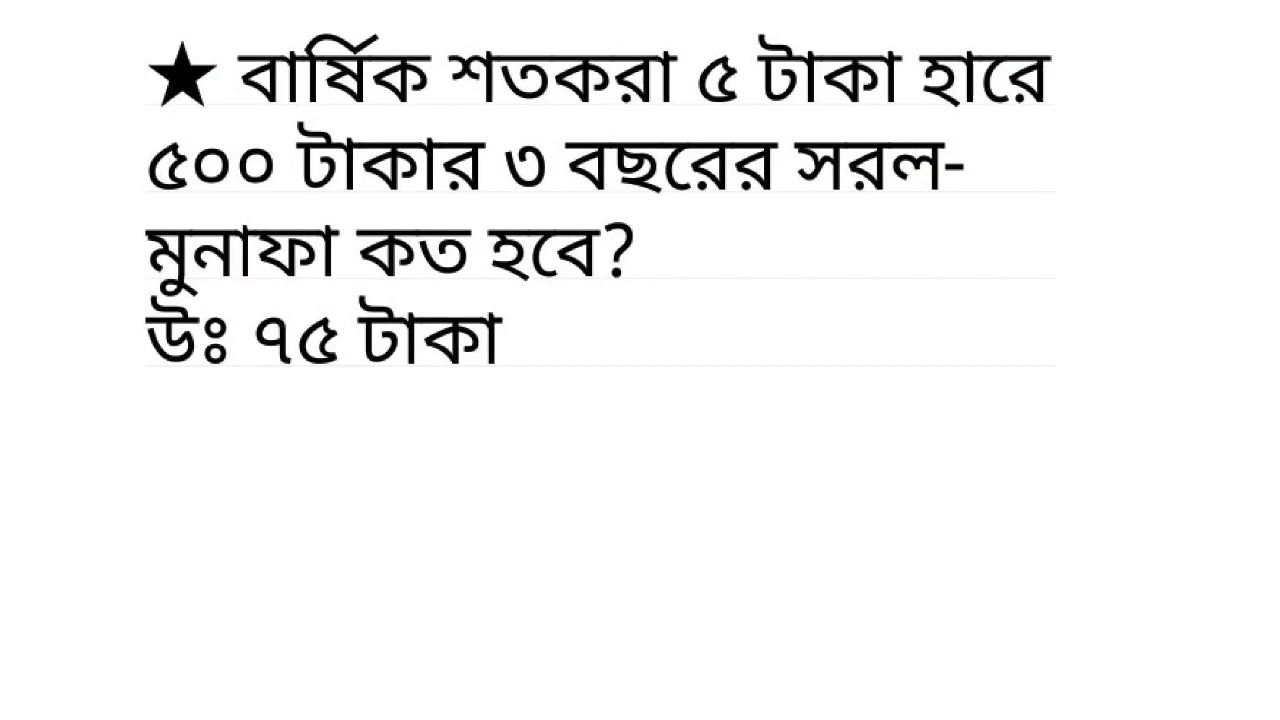 ★ বার্ষিক শতকরা ৫ টাকা হারে
৫০০ টাকার ৩ বছরের সরল-
মুনাফা কত হবে?
উঃ ৭৫ টাকা